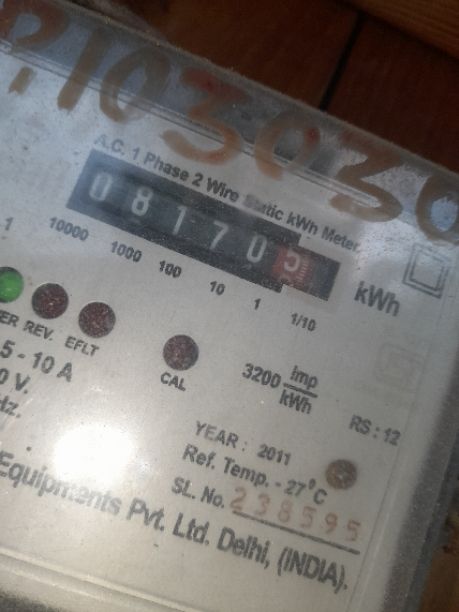 A.C. 1 Phase 2 Wire Static kWh Meter
081705
10000 1000 100 10 1 1/10
kWh
REV. EFLT
CAL
3200 imp/kWh
5 - 10 A
RS : 12
YEAR : 2011
Ref. Temp. - 27°C
SL. No. 238595
Equipments Pvt. Ltd. Delhi, (INDIA).